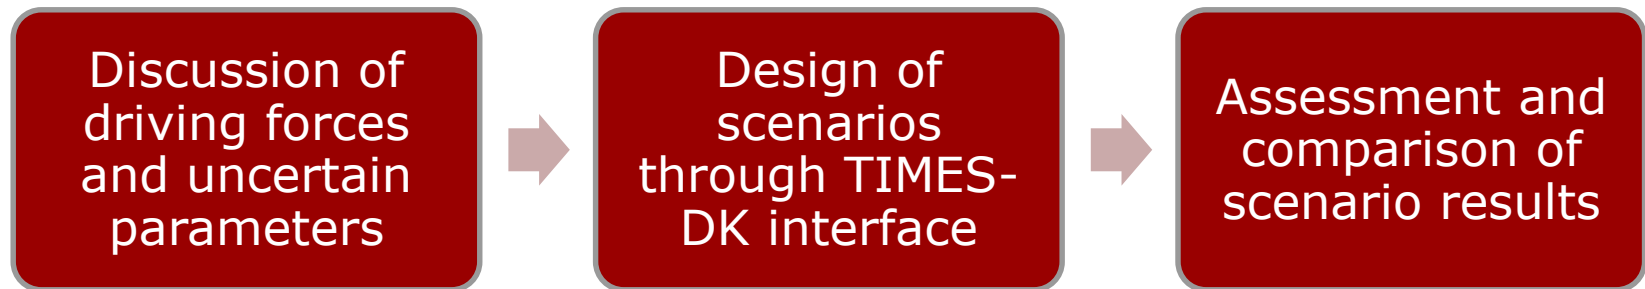 Discussion of
driving forces
and uncertain
parameters
Design of
scenarios
through TIMES-
DK interface
Assessment and
comparison of
scenario results